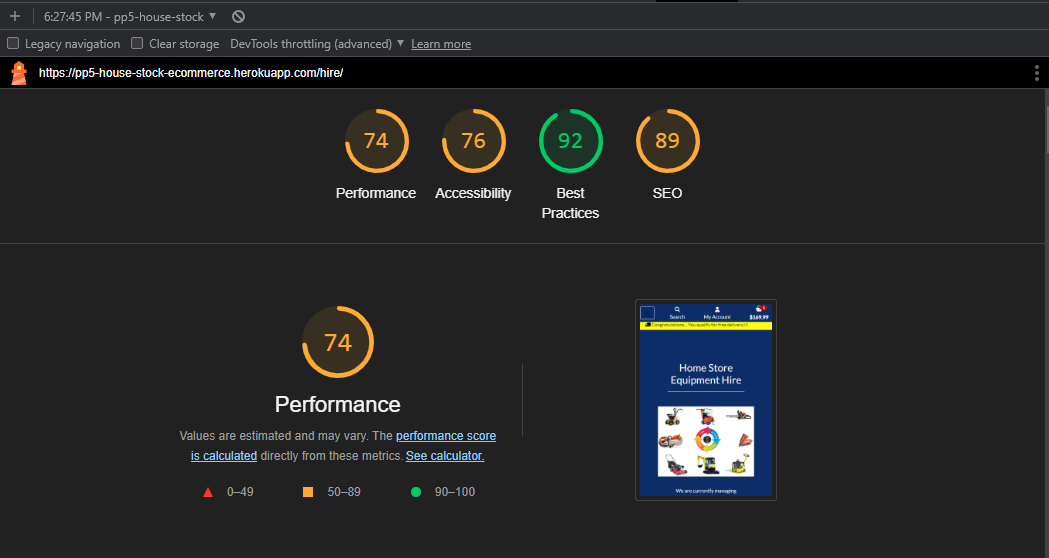 6:27:45 PM - pp5-house-stock
Legacy navigation Clear storage DevTools throttling (advanced) Learn more
https://pp5-house-stock-ecommerce.herokuapp.com/hire/
74 76 92 89
Performance Accessibility Best Practices SEO
74
Performance
Values are estimated and may vary. The performance score
is calculated directly from these metrics. See calculator.
0–49 50–89 90–100
Search My Account $169.99
Congratulations... You qualify for free delivery!!!
Home Store
Equipment Hire
We are currently managing